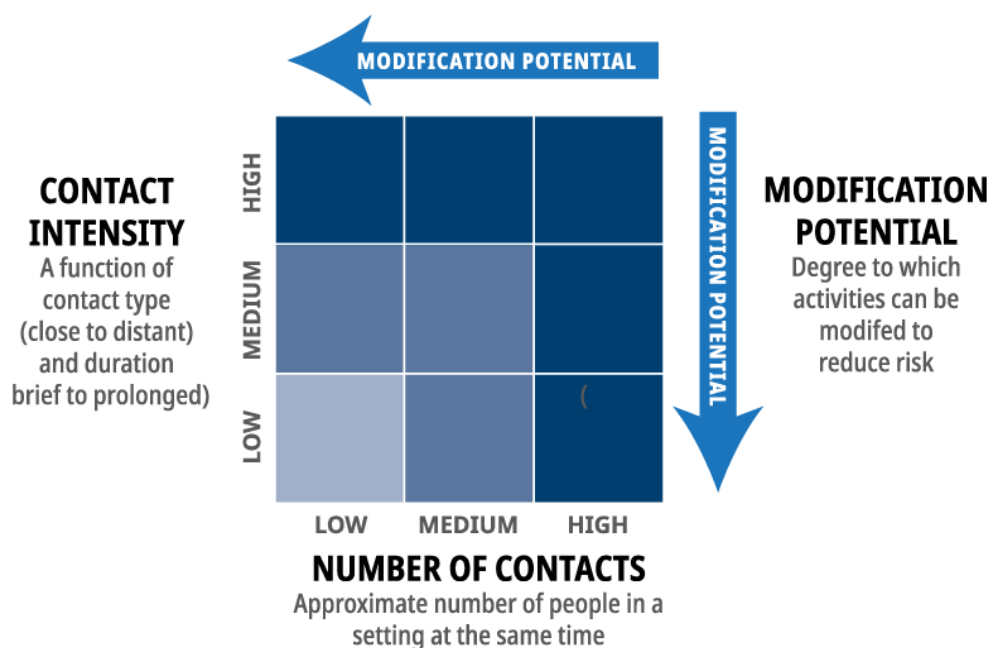 MODIFICATION POTENTIAL
CONTACT
INTENSITY
A function of
contact type
(close to distant)
and duration
brief to prolonged)
HIGH
MEDIUM
LOW
(
MODIFICATION POTENTIAL
MODIFICATION
POTENTIAL
Degree to which
activities can be
modifed to
reduce risk
LOW MEDIUM HIGH
NUMBER OF CONTACTS
Approximate number of people in a
setting at the same time